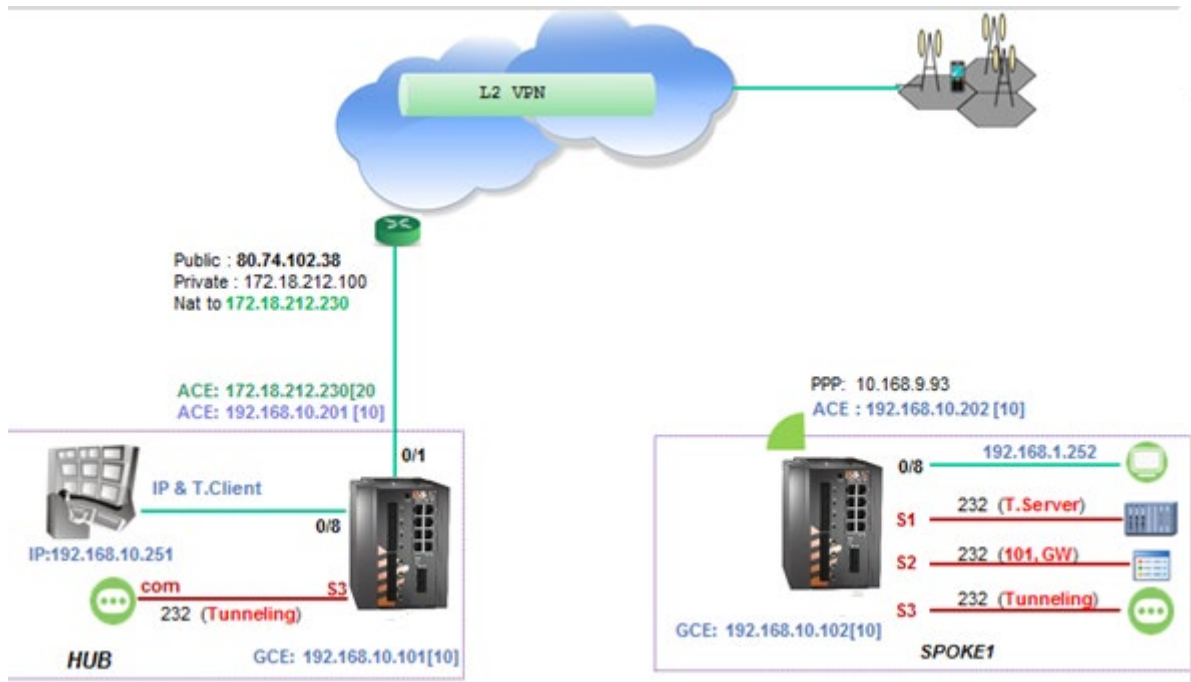 L2 VPN
Public : 80.74.102.38
Private : 172.18.212.100
Nat to 172.18.212.230
ACE: 172.18.212.230[20
ACE: 192.168.10.201 [10]
0/1
IP & T.Client
0/8
IP:192.168.10.251
com
S3
232 (Tunneling)
HUB
GCE: 192.168.10.101[10]
PPP: 10.168.9.93
ACE : 192.168.10.202 [10]
0/8
192.168.1.252
S1
232 (T.Server)
S2
232 (101, GW)
S3
232 (Tunneling)
GCE: 192.168.10.102[10]
SPOKE1